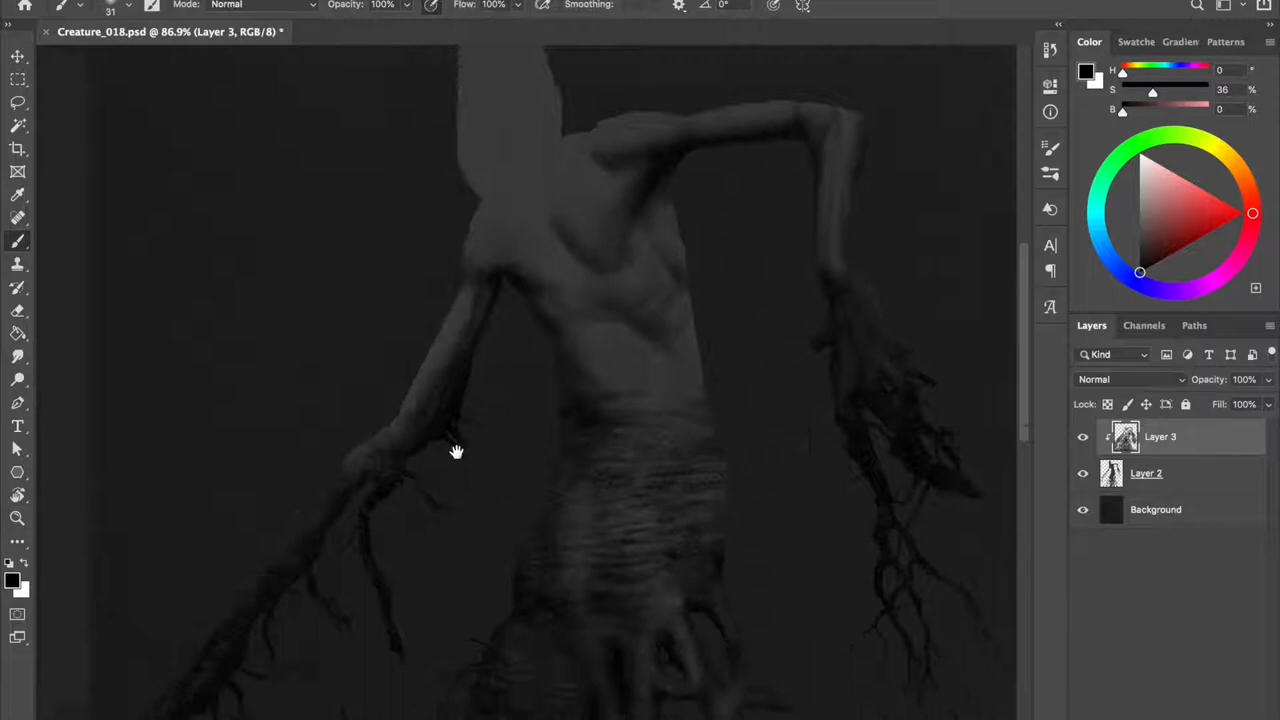 Mode: Normal Opacity: 100% Flow: 100% Smoothing: 0°
Creature_018.psd @ 86.9% (Layer 3, RGB/8) *
Color Swatche Gradien Patterns
H 0 °
S 36 %
B 0 %
Layers Channels Paths
Kind
Normal Opacity: 100%
Lock: Fill: 100%
Layer 3
Layer 2
Background